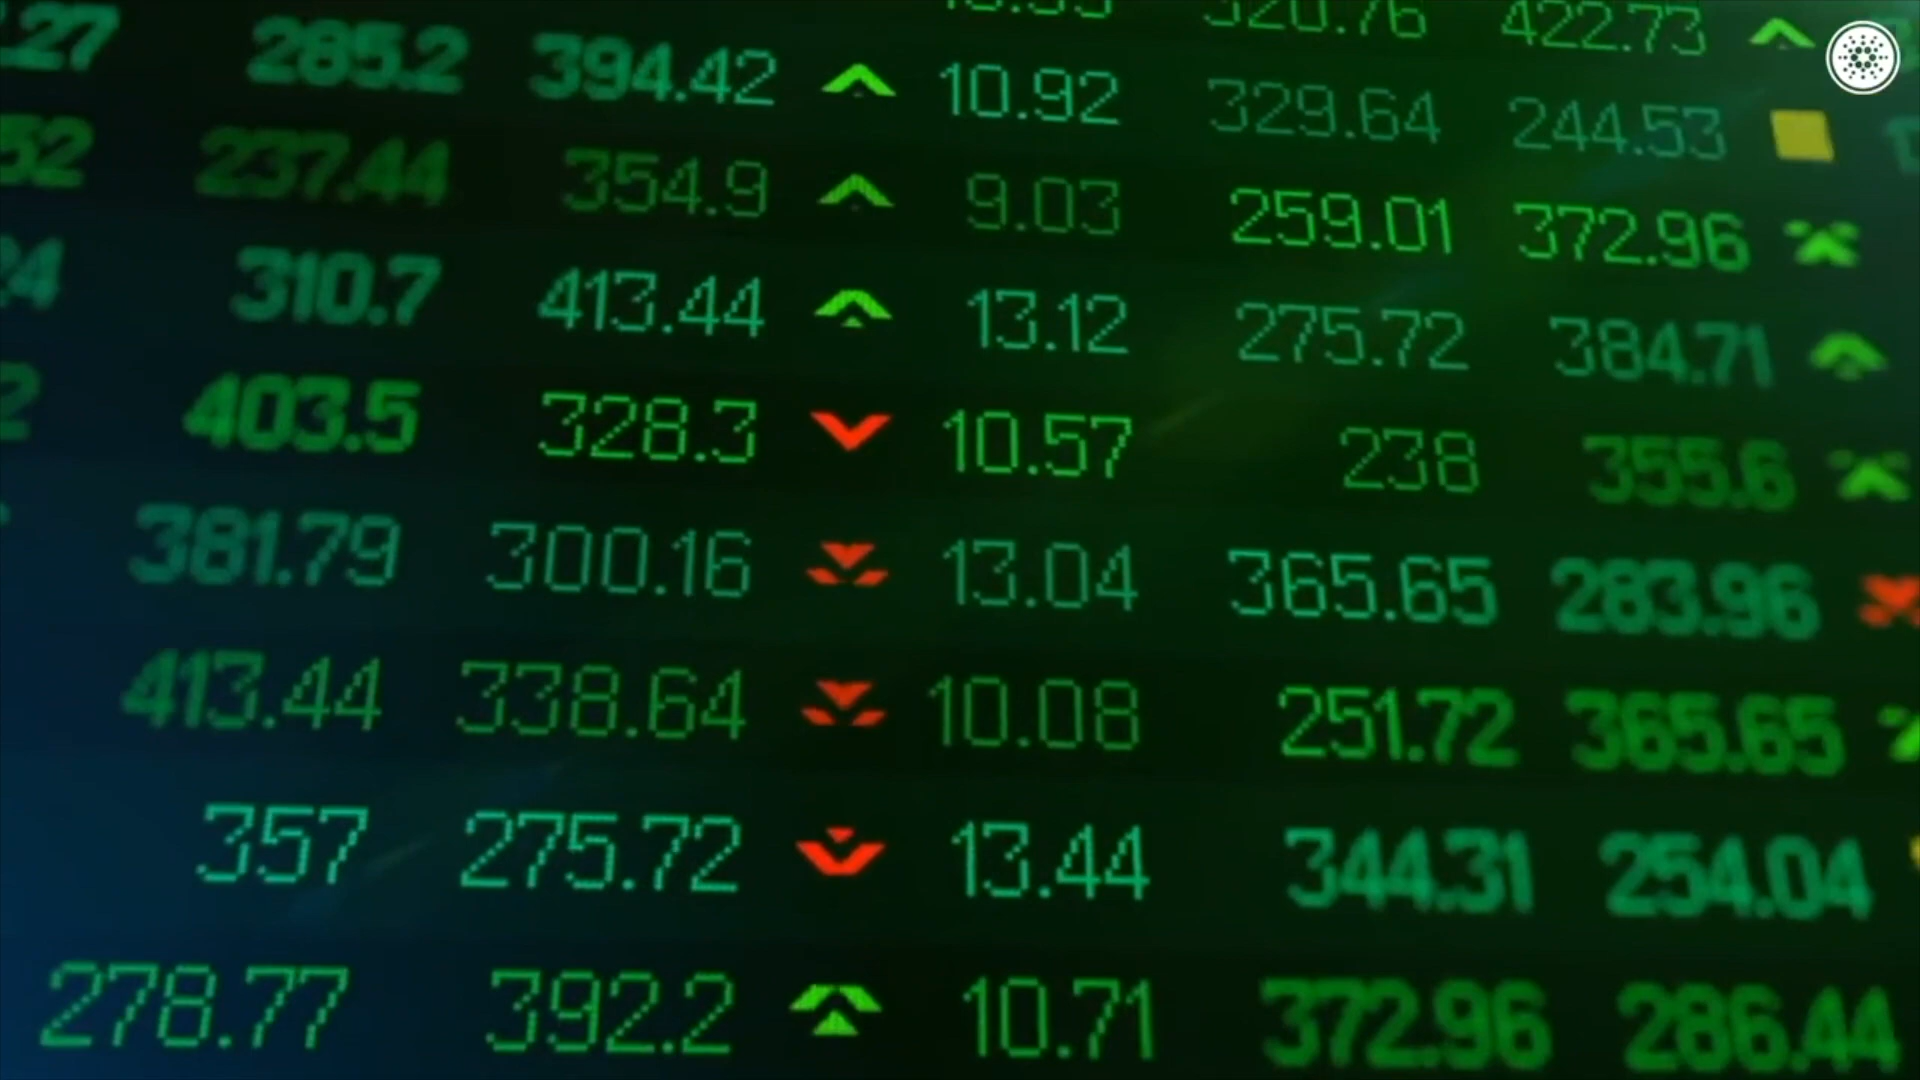 .27 285.2 394.42 10.92 329.64 244.53
52 237.44 354.9 9.03 259.01 372.96
24 310.7 413.44 13.12 275.72 384.71
2 403.5 328.3 10.57 238 355.6
381.79 300.16 13.04 365.65 283.96
413.44 338.64 10.08 251.72 365.65
357 275.72 13.44 344.31 254.04
278.77 392.2 10.71 372.96 286.44